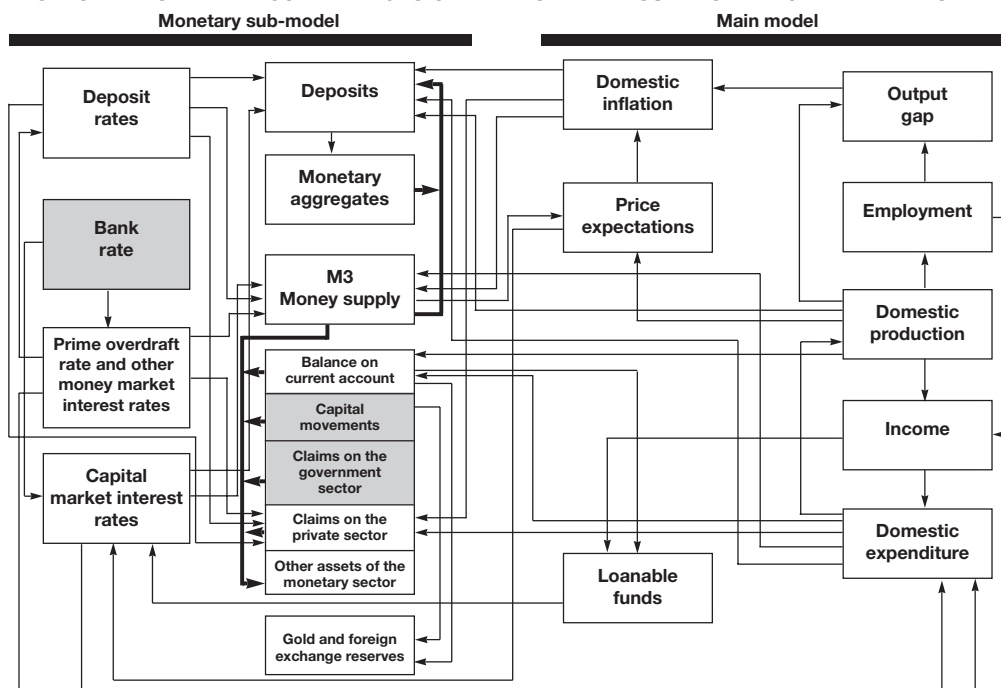 Monetary sub-model
Main model
Deposit
rates
Bank
rate
Prime overdraft
rate and other
money market
interest rates
Capital
market interest
rates
Deposits
Monetary
aggregates
M3
Money supply
Balance on
current account
Capital
movements
Claims on the
government
sector
Claims on the
private sector
Other assets of the
monetary sector
Gold and foreign
exchange reserves
Domestic
inflation
Price
expectations
Loanable
funds
Output
gap
Employment
Domestic
production
Income
Domestic
expenditure